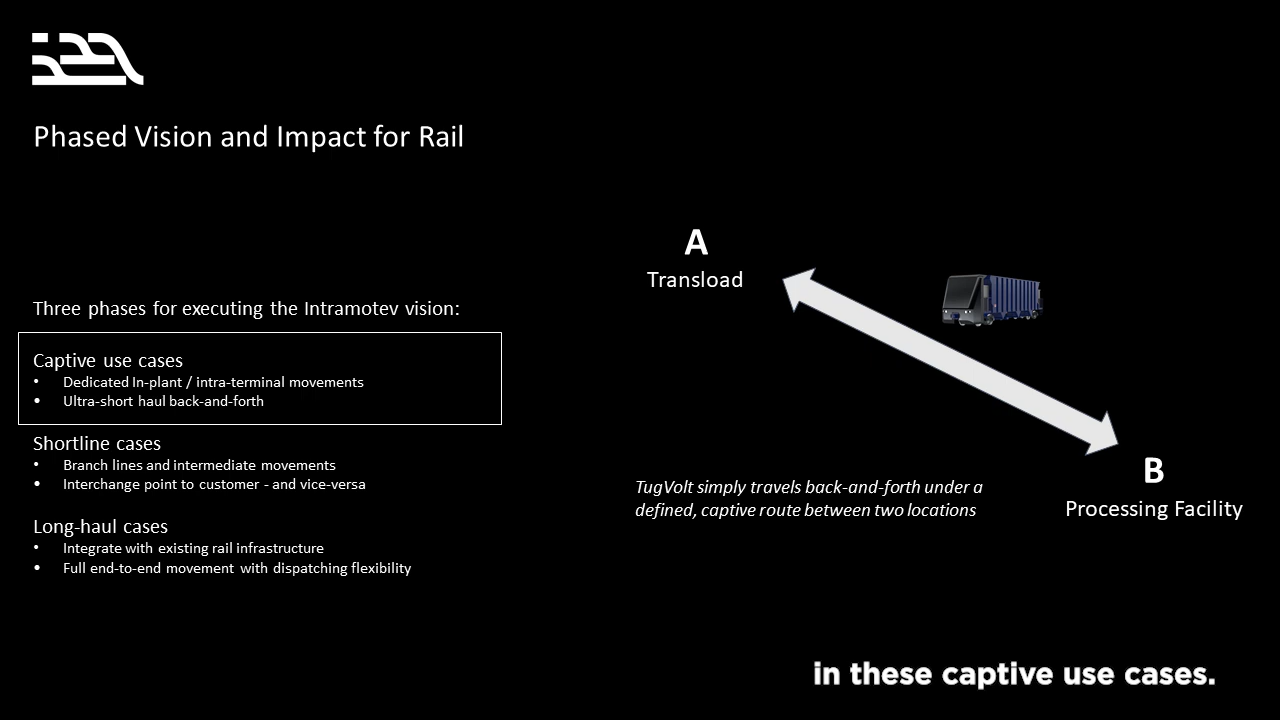 Phased Vision and Impact for Rail
Three phases for executing the Intramotev vision:
Captive use cases
• Dedicated In-plant / intra-terminal movements
• Ultra-short haul back-and-forth
Shortline cases
• Branch lines and intermediate movements
• Interchange point to customer - and vice-versa
Long-haul cases
• Integrate with existing rail infrastructure
• Full end-to-end movement with dispatching flexibility
A
Transload
TugVolt simply travels back-and-forth under a
defined, captive route between two locations
B
Processing Facility
in these captive use cases.